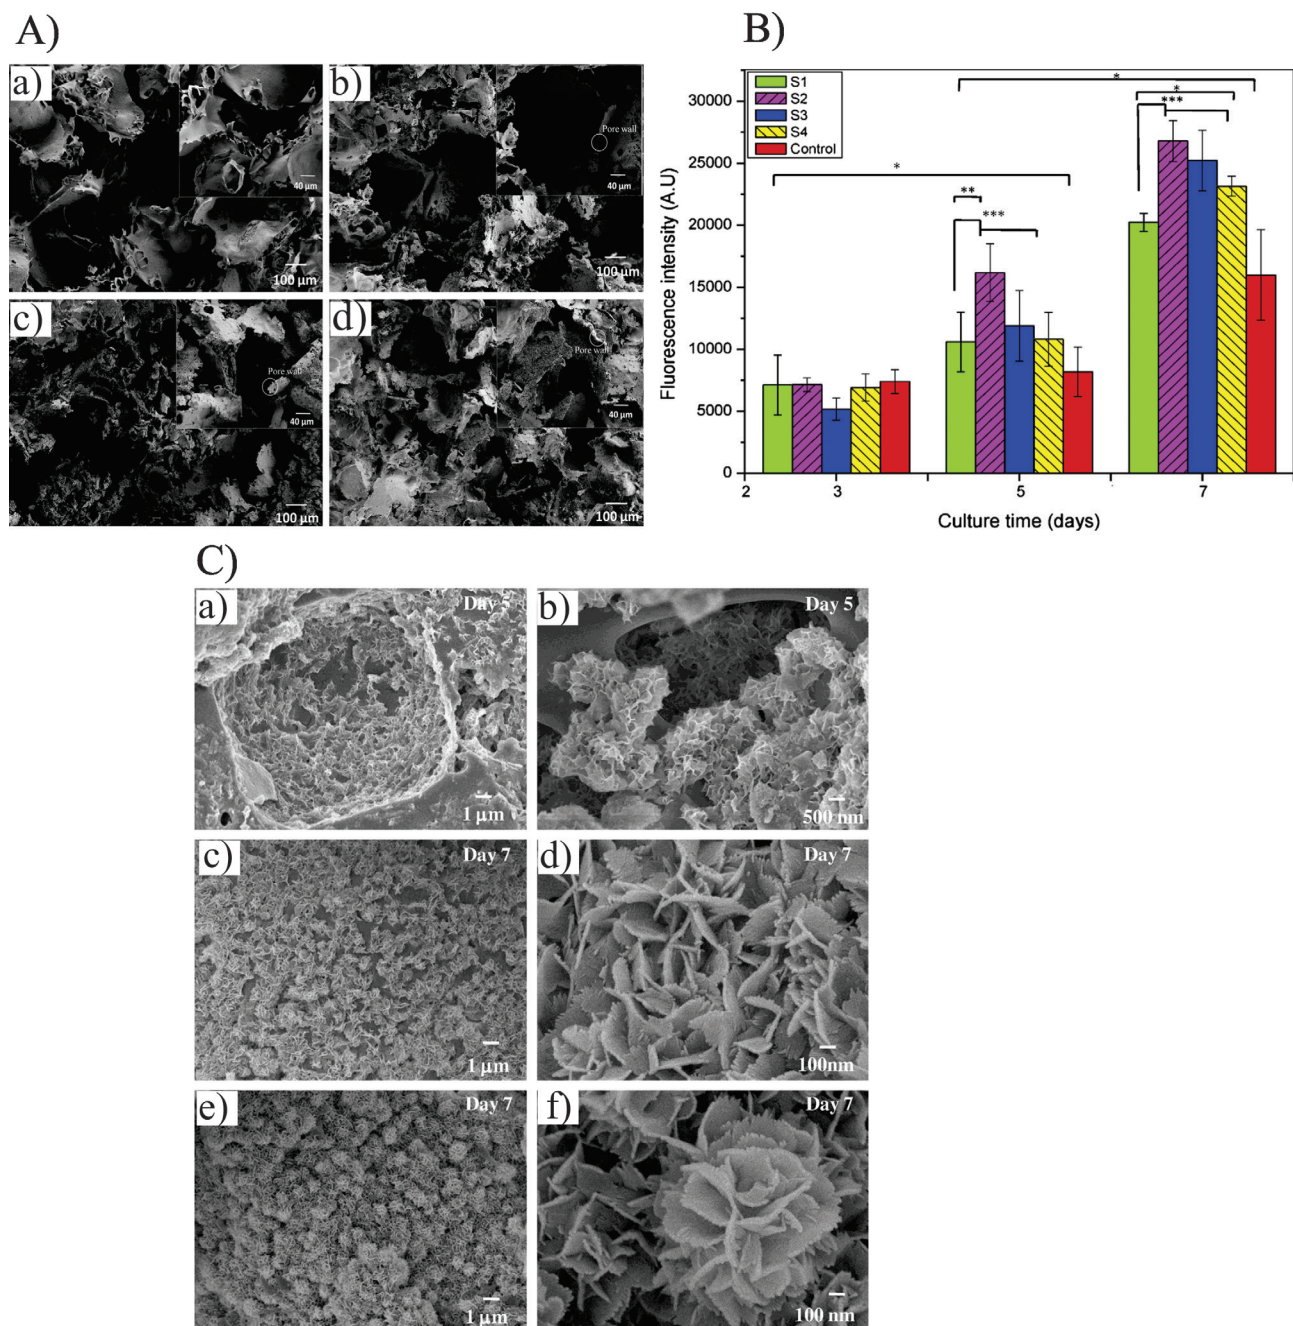 A)
a)
40 µm
100 µm
b)
Pore wall
40 µm
100 µm
c)
Pore wall
40 µm
100 µm
d)
Pore wall
40 µm
100 µm
B)
S1
S2
S3
S4
Control
*
*
***
*
**
***
Fluorescence intensity (A.U)
30000
25000
20000
15000
10000
5000
0
2 3 5 7
Culture time (days)
C)
a)
Day 5
1 µm
b)
Day 5
500 nm
c)
Day 7
1 µm
d)
Day 7
100nm
e)
Day 7
1 µm
f)
Day 7
100 nm